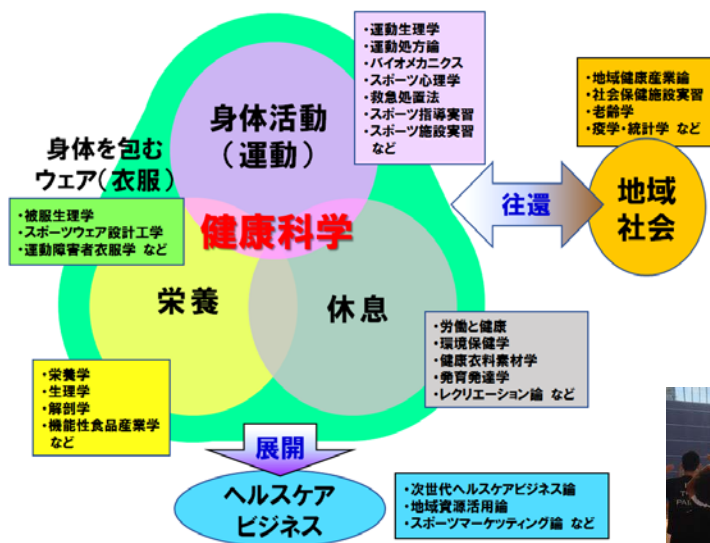 ・運動生理学
・運動処方論
・バイオメカニクス
・スポーツ心理学
・救急処置法
・スポーツ指導実習
・スポーツ施設実習
など
身体活動
（運動）
・地域健康産業論
・社会保健施設実習
・老齢学
・疫学・統計学 など
地域
社会
往還
身体を包む
ウェア（衣服）
・被服生理学
・スポーツウェア設計工学
・運動障害者衣服学 など
健康科学
栄養
休息
・労働と健康
・環境保健学
・健康衣料素材学
・発育発達学
・レクリエーション論 など
・栄養学
・生理学
・解剖学
・機能性食品産業学
など
展開
ヘルスケア
ビジネス
・次世代ヘルスケアビジネス論
・地域資源活用論
・スポーツマーケッティング論 など